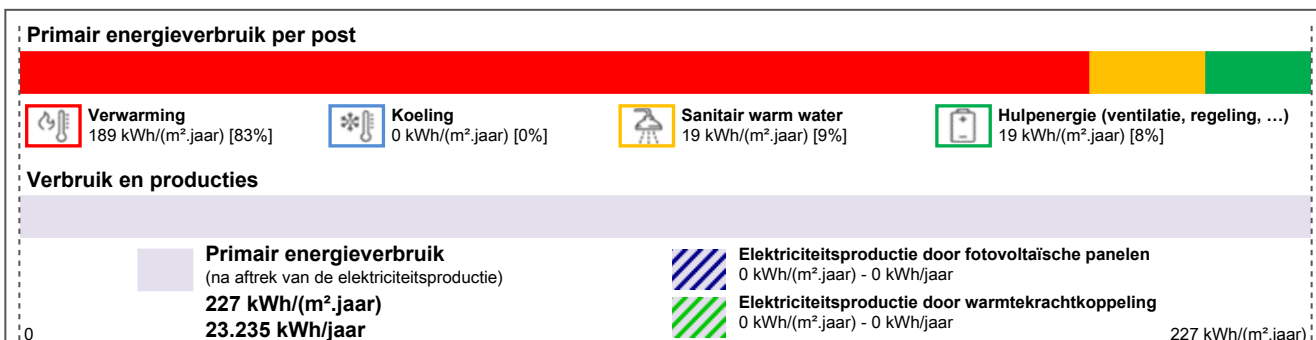 Primair energieverbruik per post
Verwarming
189 kWh/(m².jaar) [83%]
Koeling
0 kWh/(m².jaar) [0%]
Sanitair warm water
19 kWh/(m².jaar) [9%]
Hulpenergie (ventilatie, regeling, …)
19 kWh/(m².jaar) [8%]
Verbruik en producties
Primair energieverbruik
(na aftrek van de elektriciteitsproductie)
227 kWh/(m².jaar)
23.235 kWh/jaar
Elektriciteitsproductie door fotovoltaïsche panelen
0 kWh/(m².jaar) - 0 kWh/jaar
Elektriciteitsproductie door warmtekrachtkoppeling
0 kWh/(m².jaar) - 0 kWh/jaar
0
227 kWh/(m².jaar)